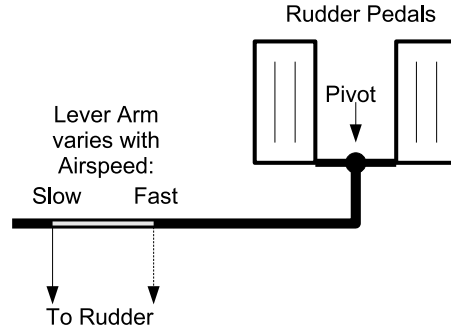 Rudder Pedals
Pivot
Lever Arm
varies with
Airspeed:
Slow Fast
To Rudder